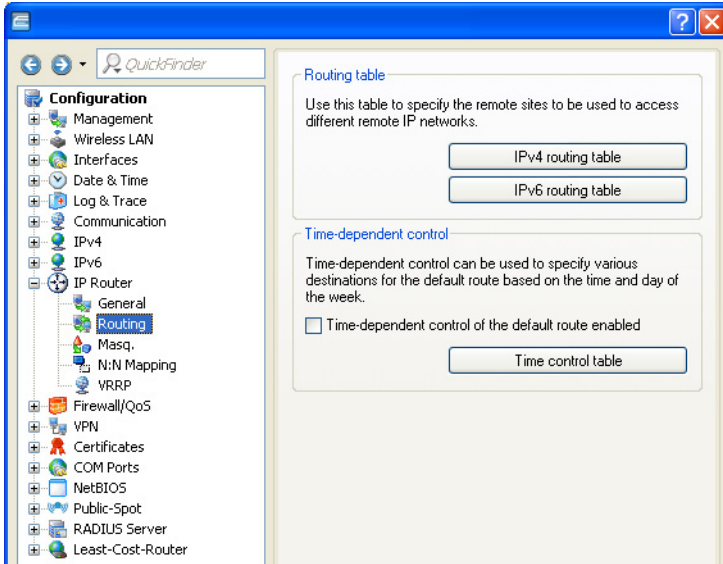 QuickFinder
Configuration
Management
Wireless LAN
Interfaces
Date & Time
Log & Trace
Communication
IPv4
IPv6
IP Router
General
Routing
Masq.
N:N Mapping
VRRP
Firewall/QoS
VPN
Certificates
COM Ports
NetBIOS
Public-Spot
RADIUS Server
Least-Cost-Router
Routing table
Use this table to specify the remote sites to be used to access
different remote IP networks.
IPv4 routing table
IPv6 routing table
Time-dependent control
Time-dependent control can be used to specify various
destinations for the default route based on the time and day of
the week.
Time-dependent control of the default route enabled
Time control table